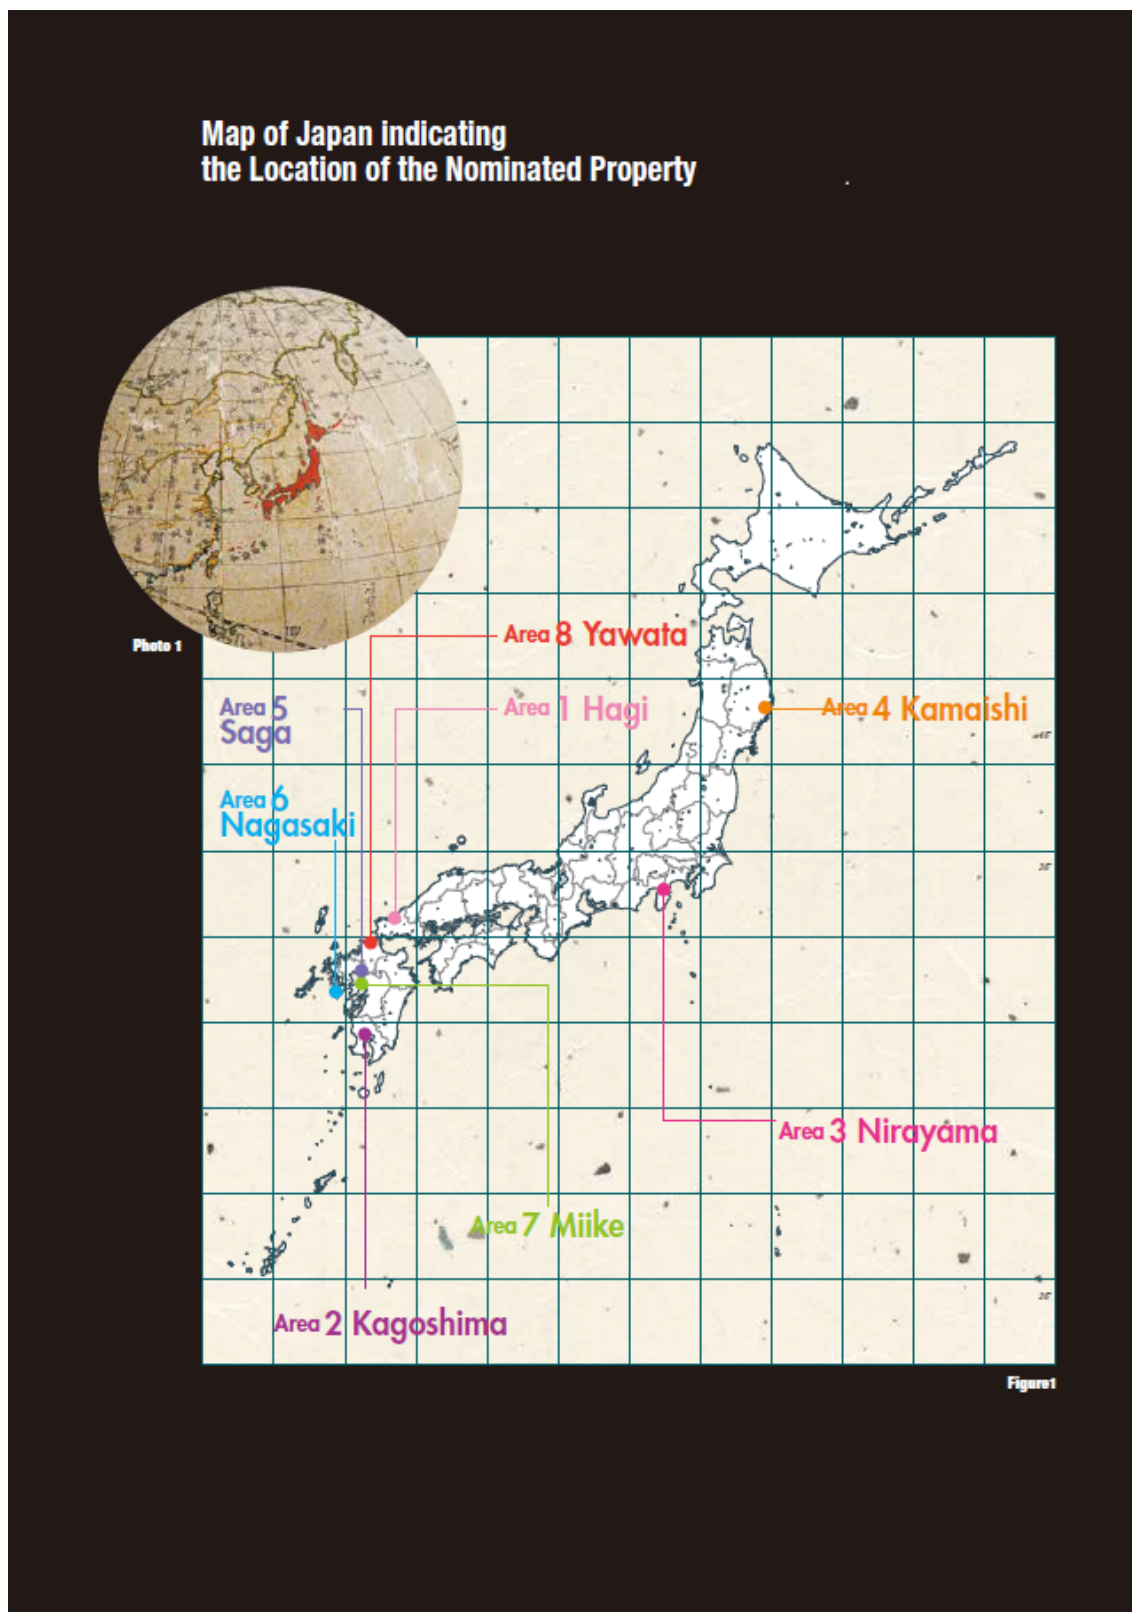 Map of Japan indicating
the Location of the Nominated Property
Photo 1
Area 8 Yawata
Area 5
Saga
Area 1 Hagi
Area 4 Kamaishi
Area 6
Nagasaki
Area 3 Nirayama
Area 7 Miike
Area 2 Kagoshima
Figure1